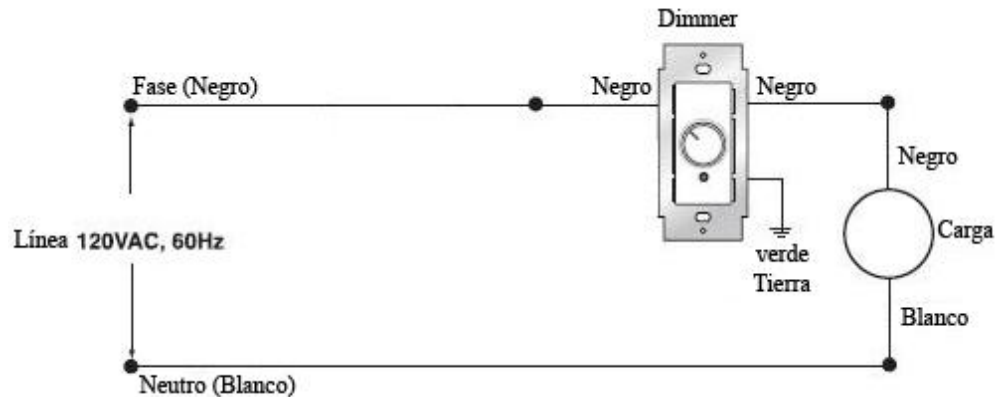 Dimmer
Fase (Negro)
Negro
Negro
Negro
Línea 120VAC, 60Hz
Carga
verde
Tierra
Blanco
Neutro (Blanco)